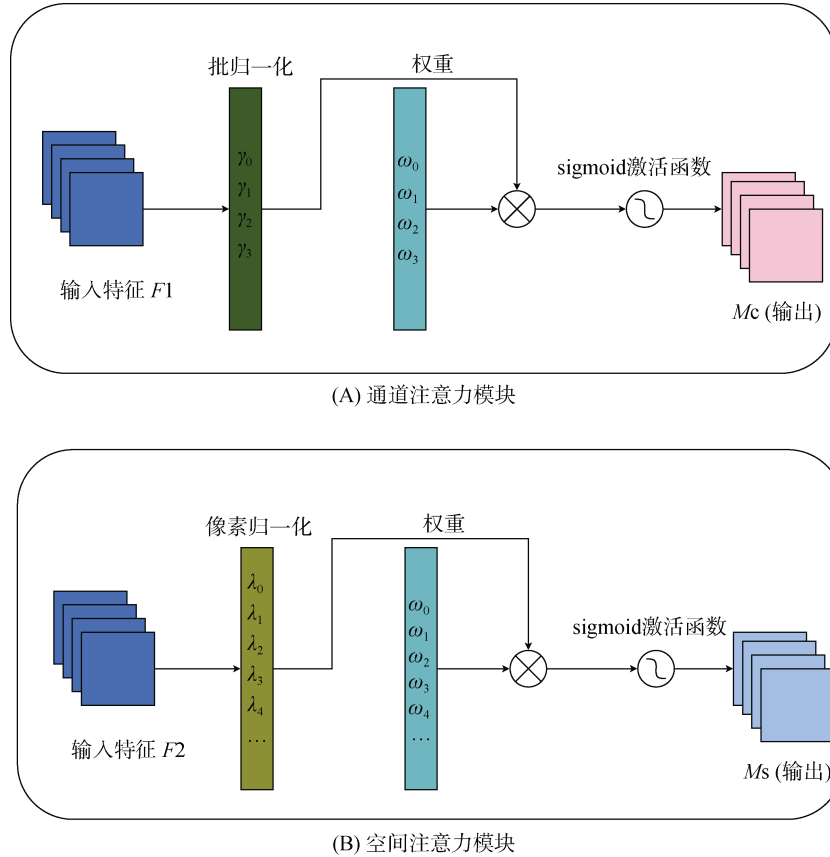 批归一化
权重
γ0
γ1
γ2
γ3
ω0
ω1
ω2
ω3
sigmoid激活函数
输入特征 F1
Mc (输出)
(A) 通道注意力模块
像素归一化
权重
λ0
λ1
λ2
λ3
λ4
…
ω0
ω1
ω2
ω3
ω4
…
sigmoid激活函数
输入特征 F2
Ms (输出)
(B) 空间注意力模块